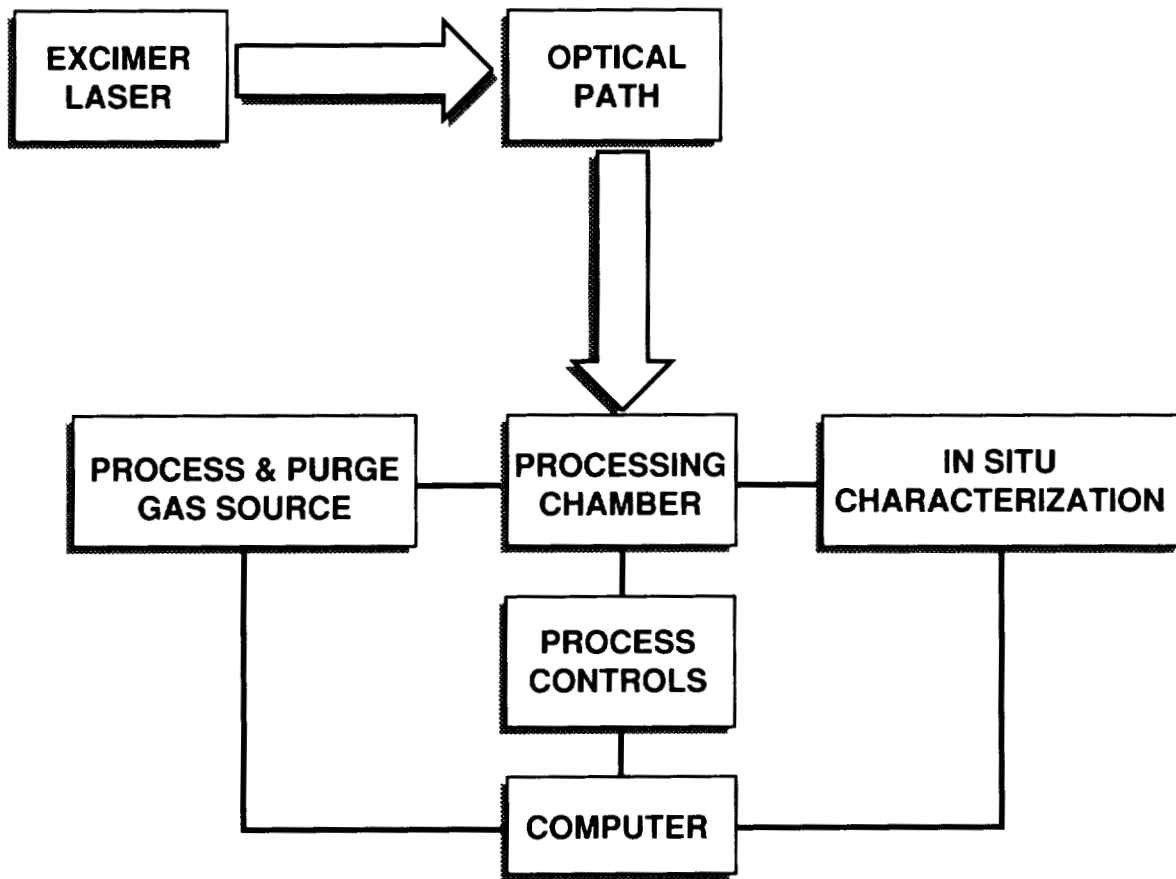 EXCIMER
LASER
OPTICAL
PATH
PROCESS & PURGE
GAS SOURCE
PROCESSING
CHAMBER
IN SITU
CHARACTERIZATION
PROCESS
CONTROLS
COMPUTER